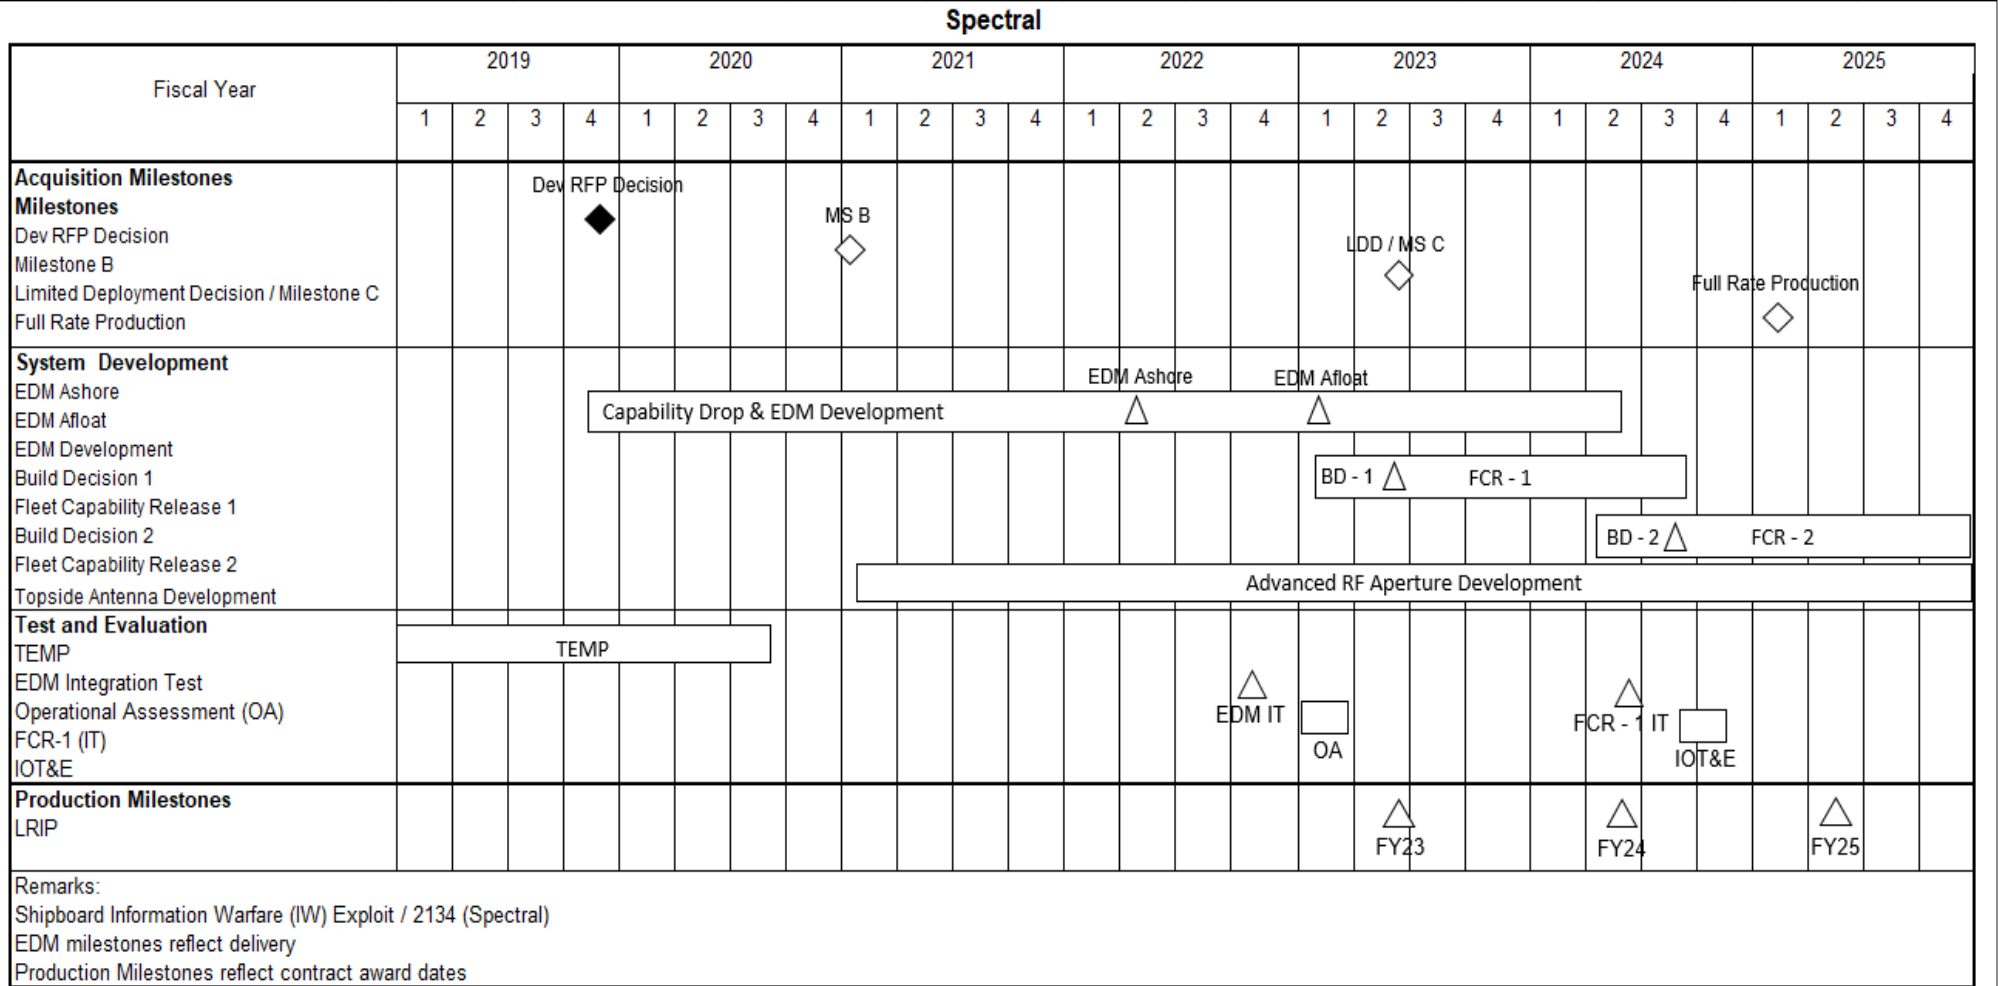 Spectral
Fiscal Year
2019 2020 2021 2022 2023 2024 2025
1 2 3 4 1 2 3 4 1 2 3 4 1 2 3 4 1 2 3 4 1 2 3 4 1 2 3 4
Acquisition Milestones
Milestones
Dev RFP Decision
Milestone B
Limited Deployment Decision / Milestone C
Full Rate Production
Dev RFP Decision
MS B
LDD / MS C
Full Rate Production
System Development
EDM Ashore
EDM Afloat
EDM Development
Build Decision 1
Fleet Capability Release 1
Build Decision 2
Fleet Capability Release 2
Topside Antenna Development
EDM Ashore
EDM Afloat
Capability Drop & EDM Development
BD - 1
FCR - 1
BD - 2
FCR - 2
Advanced RF Aperture Development
Test and Evaluation
TEMP
EDM Integration Test
Operational Assessment (OA)
FCR-1 (IT)
IOT&E
TEMP
EDM IT
OA
FCR - 1 IT
IOT&E
Production Milestones
LRIP
FY23
FY24
FY25
Remarks:
Shipboard Information Warfare (IW) Exploit / 2134 (Spectral)
EDM milestones reflect delivery
Production Milestones reflect contract award dates